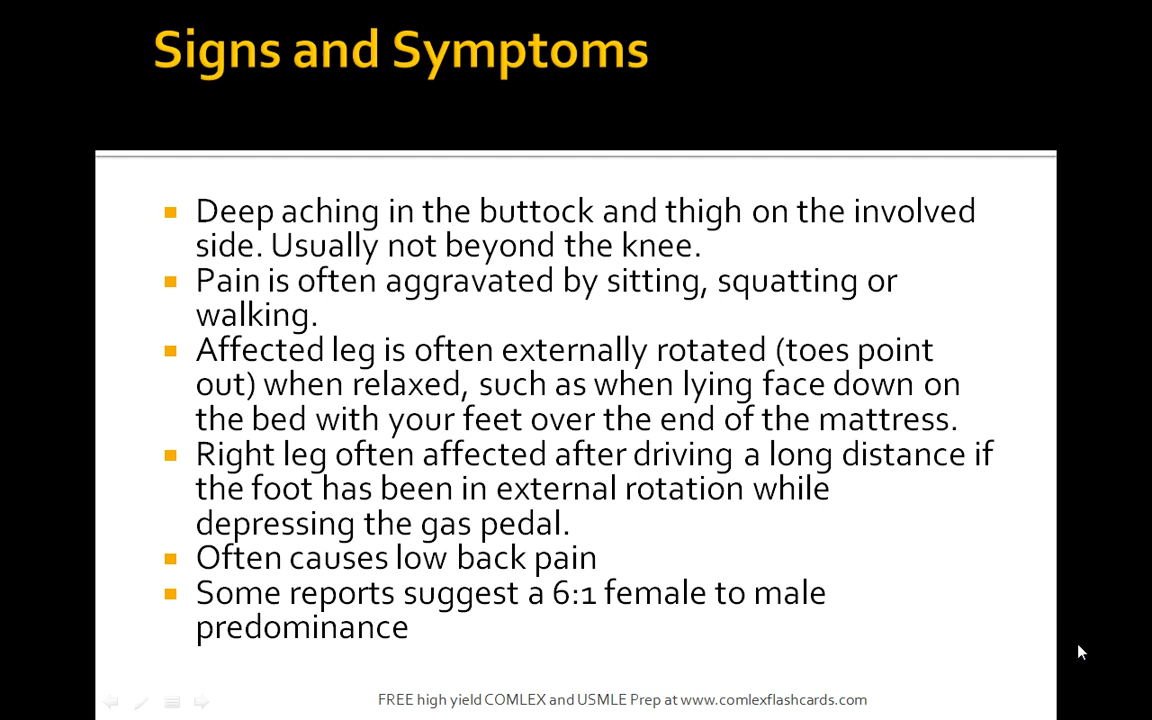 Signs and Symptoms
Deep aching in the buttock and thigh on the involved
side. Usually not beyond the knee.
Pain is often aggravated by sitting, squatting or
walking.
Affected leg is often externally rotated (toes point
out) when relaxed, such as when lying face down on
the bed with your feet over the end of the mattress.
Right leg often affected after driving a long distance if
the foot has been in external rotation while
depressing the gas pedal.
Often causes low back pain
Some reports suggest a 6:1 female to male
predominance
FREE high yield COMLEX and USMLE Prep at www.comlexflashcards.com